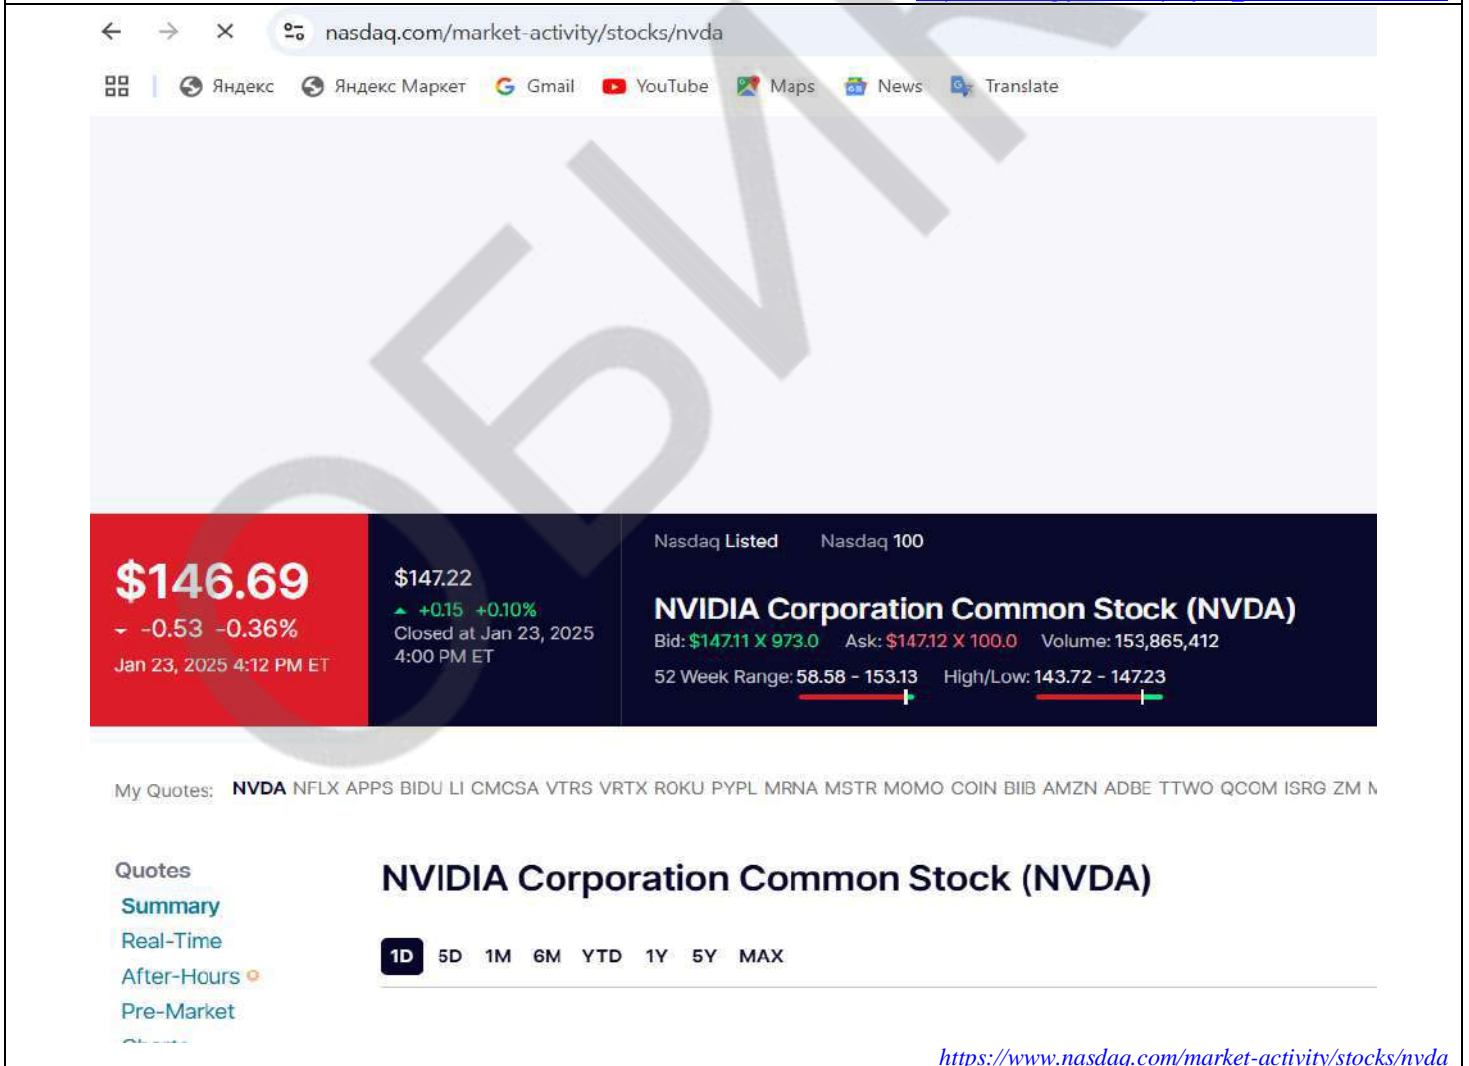 nasdaq.com/market-activity/stocks/nvda
Яндекс Яндекс Маркет Gmail YouTube Maps News Translate
ОБИК
Nasdaq Listed Nasdaq 100
$146.69
-0.53 -0.36%
Jan 23, 2025 4:12 PM ET
$147.22
+0.15 +0.10%
Closed at Jan 23, 2025
4:00 PM ET
NVIDIA Corporation Common Stock (NVDA)
Bid: $147.11 X 973.0 Ask: $147.12 X 100.0 Volume: 153,865,412
52 Week Range: 58.58 - 153.13 High/Low: 143.72 - 147.23
My Quotes: NVDA NFLX APPS BIDU LI CMCSA VTRS VRTX ROKU PYPL MRNA MSTR MOMO COIN BIIB AMZN ADBE TTWO QCOM ISRG ZM
Quotes
Summary
Real-Time
After-Hours
Pre-Market
NVIDIA Corporation Common Stock (NVDA)
1D 5D 1M 6M YTD 1Y 5Y MAX
https://www.nasdaq.com/market-activity/stocks/nvda